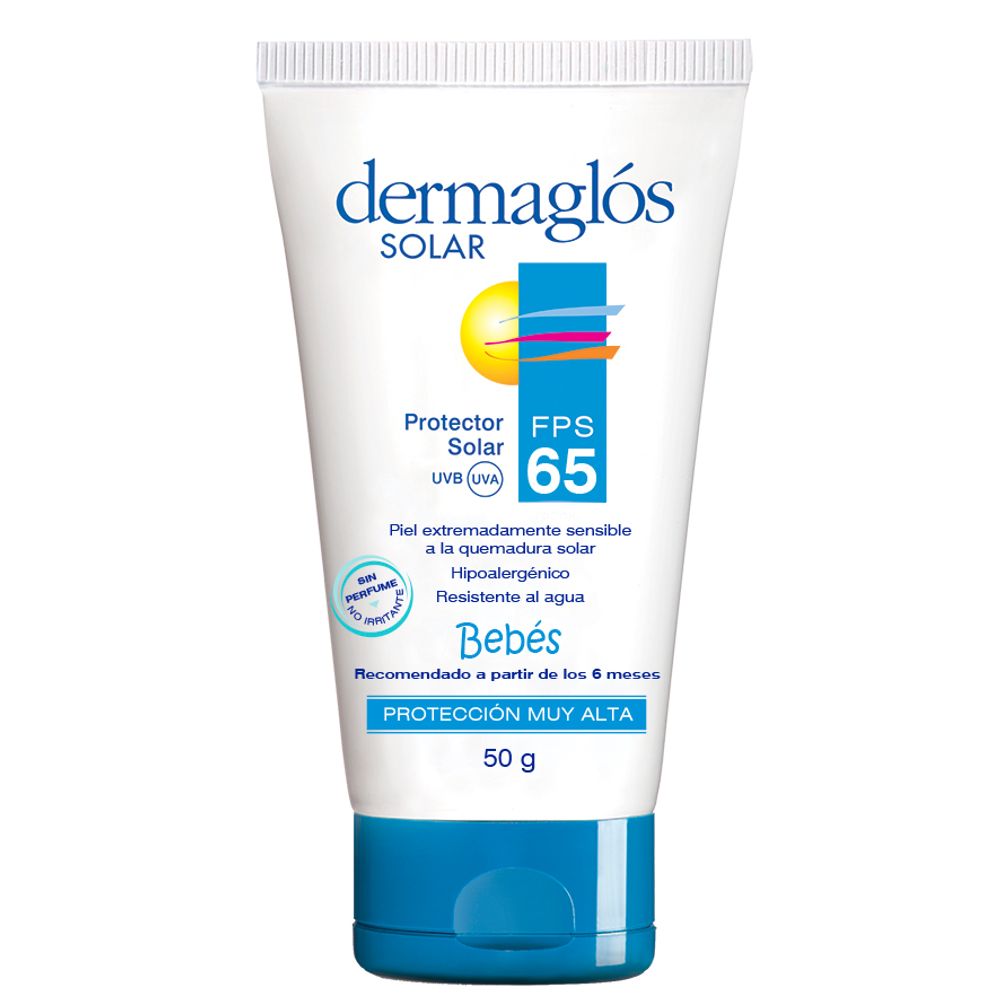 dermaglós
SOLAR
Protector
Solar
UVB UVA
FPS
65
Piel extremadamente sensible
a la quemadura solar
Hipoalergénico
Resistente al agua
SIN
PERFUME
NO IRRITANTE
Bebés
Recomendado a partir de los 6 meses
PROTECCIÓN MUY ALTA
50 g